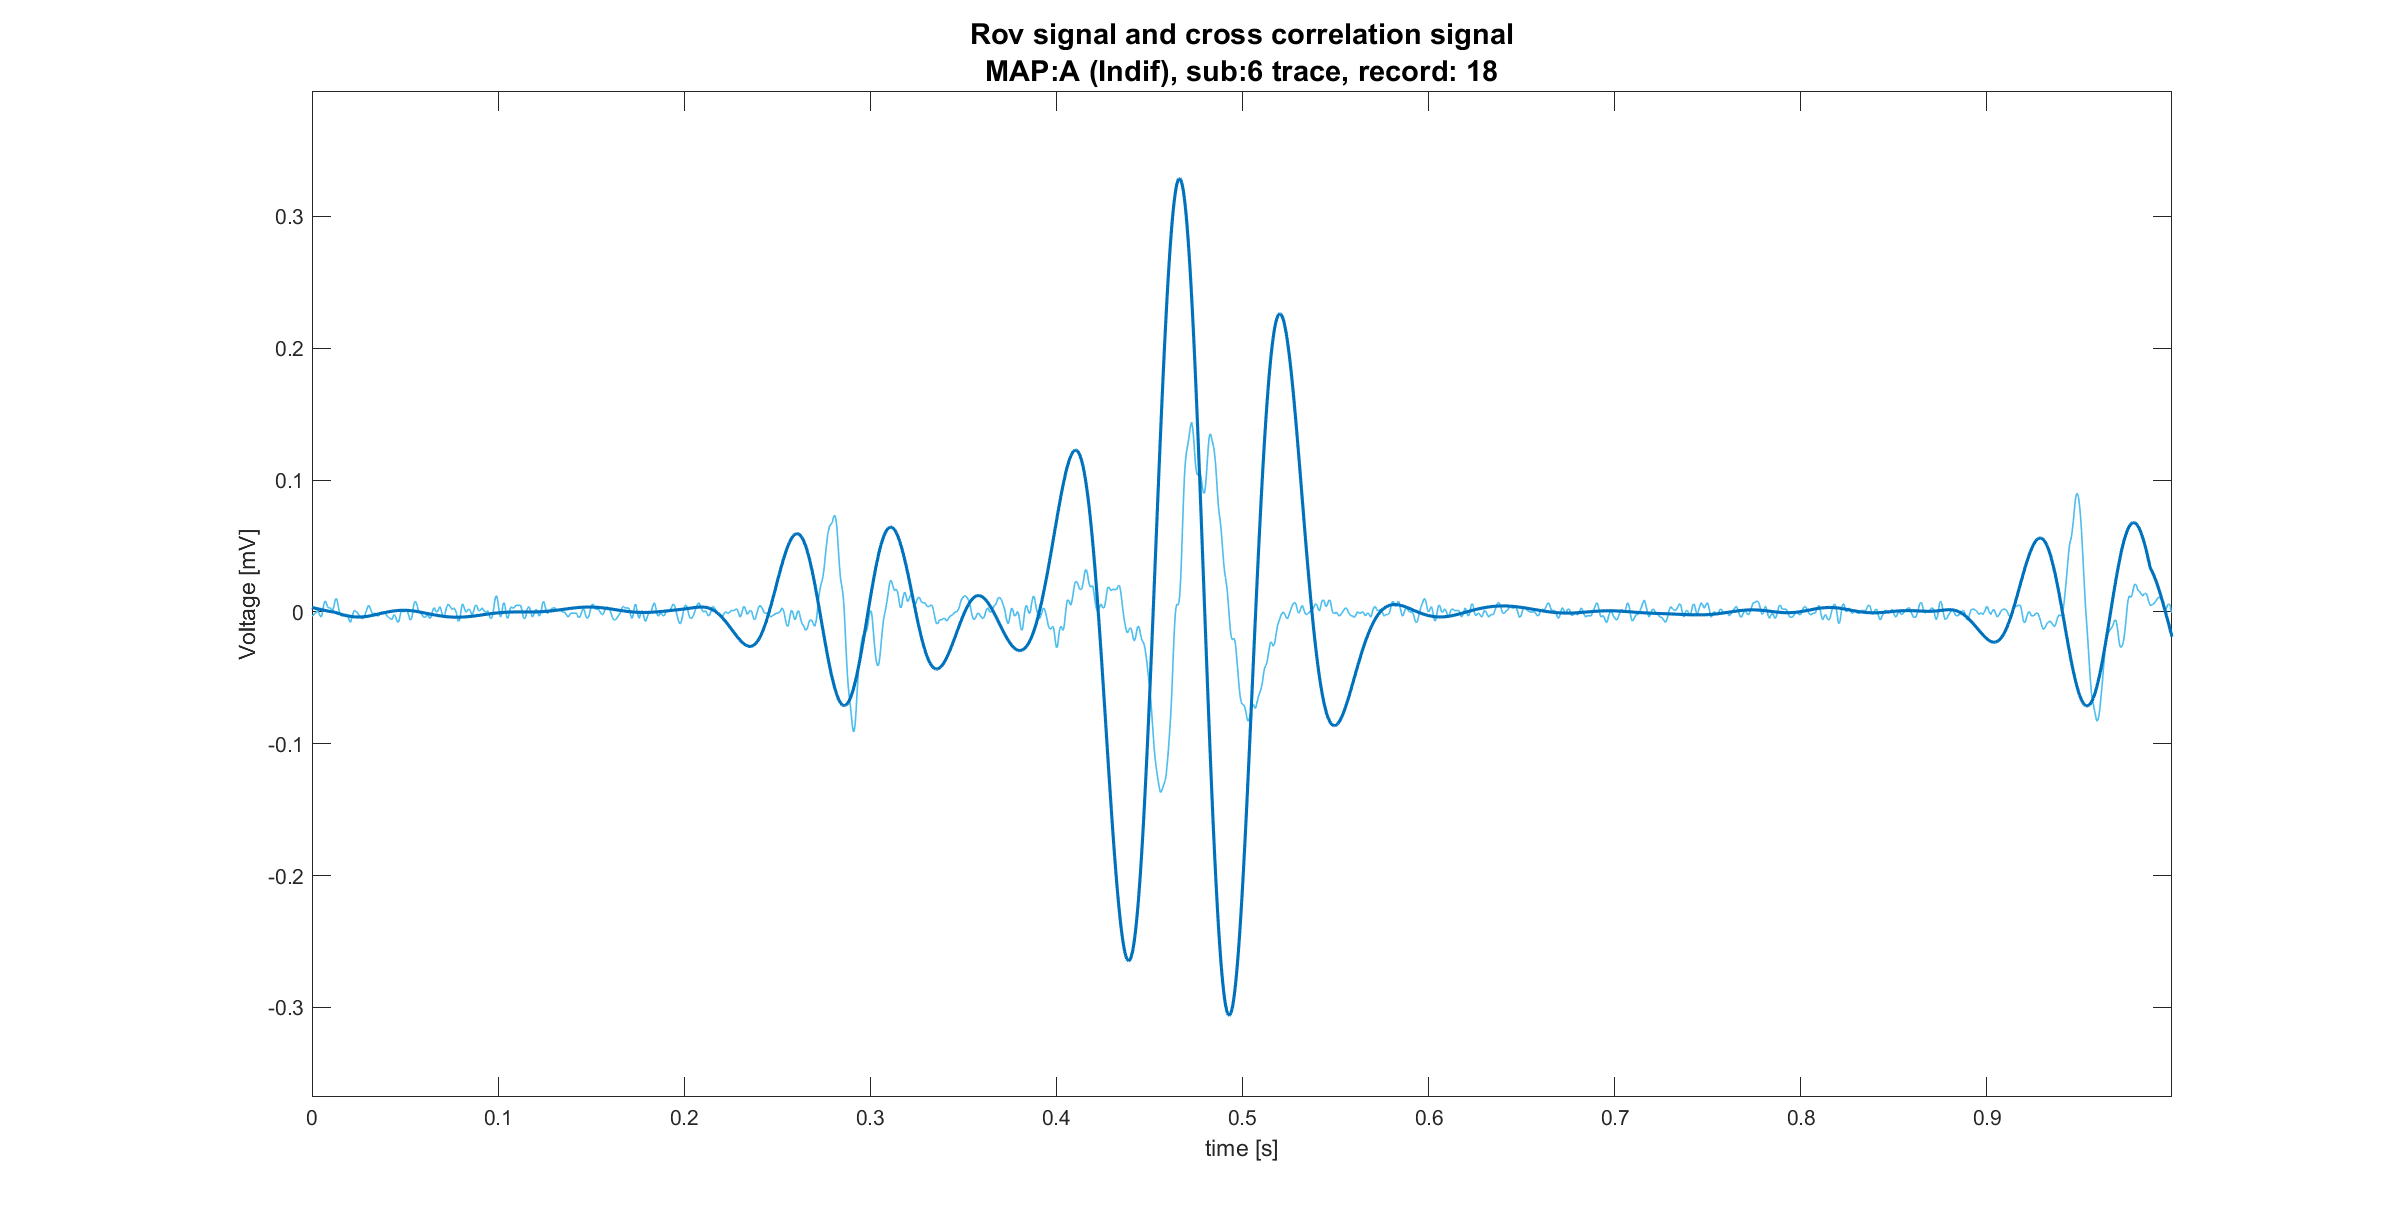 Rov signal and cross correlation signal
MAP:A (Indif), sub:6 trace, record: 18
Voltage [mV]
0.3
0.2
0.1
0
-0.1
-0.2
-0.3
0 0.1 0.2 0.3 0.4 0.5 0.6 0.7 0.8 0.9
time [s]